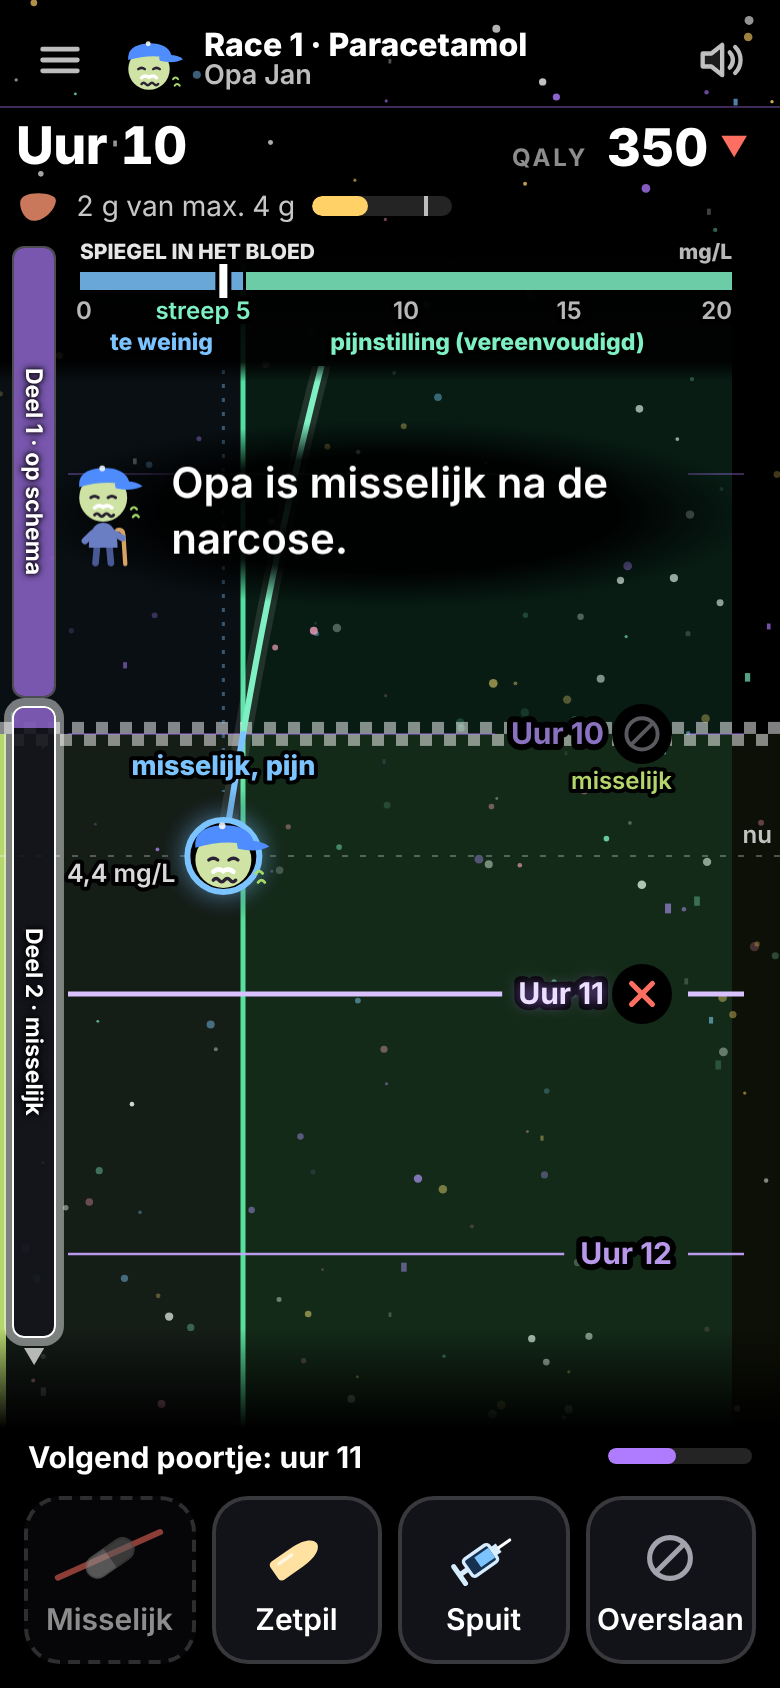 Race 1 · Paracetamol
Opa Jan
Uur 10
QALY 350
2 g van max. 4 g
SPIEGEL IN HET BLOED mg/L
0 streep 5 10 15 20
te weinig pijnstilling (vereenvoudigd)
Deel 1 · op schema
Opa is misselijk na de
narcose.
Uur 10
misselijk, pijn
misselijk
nu
4,4 mg/L
Deel 2 · misselijk
Uur 11
Uur 12
Volgend poortje: uur 11
Misselijk Zetpil Spuit Overslaan